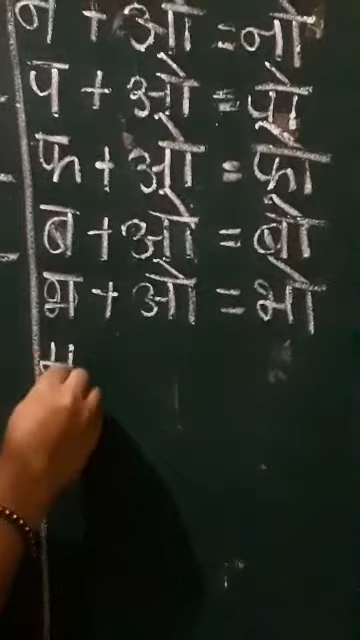 न + ओ = नो
प + ओ = पो
फ + ओ = फो
ब + ओ = बो
भ + ओ = भो